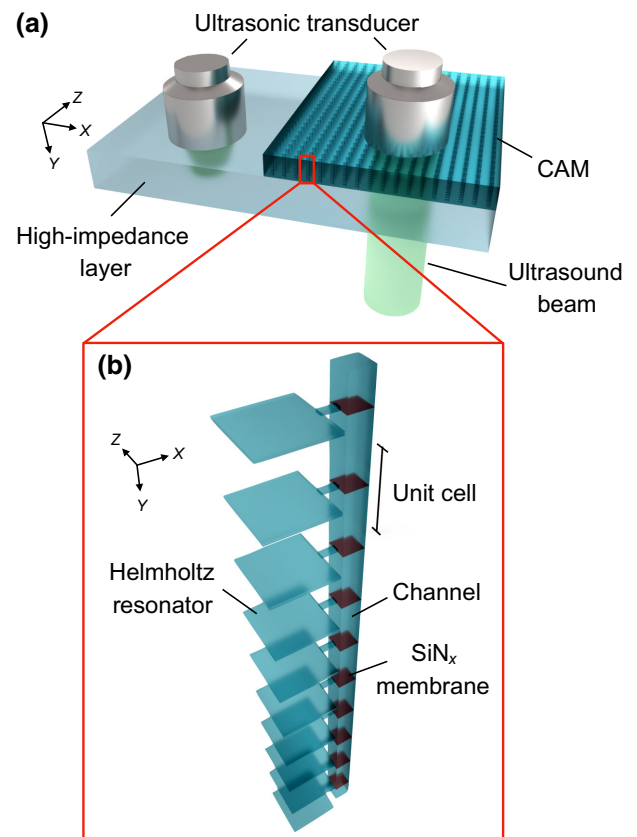 (a)
Ultrasonic transducer
Z
X
Y
CAM
High-impedance
layer
Ultrasound
beam
(b)
Z
X
Y
Unit cell
Helmholtz
resonator
Channel
SiNₓ
membrane